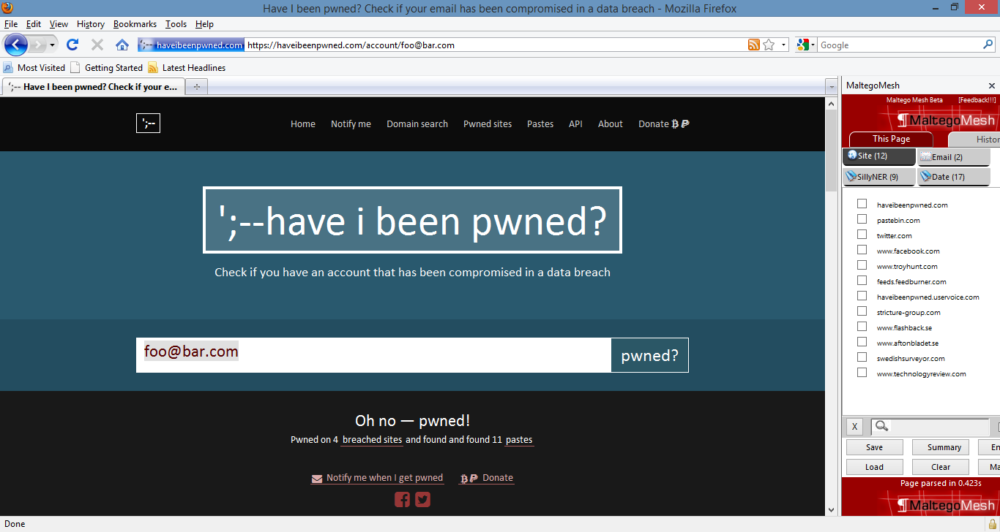 Have I been pwned? Check if your email has been compromised in a data breach - Mozilla Firefox
File Edit View History Bookmarks Tools Help
';-- haveibeenpwned.com https://haveibeenpwned.com/account/foo@bar.com Google
Most Visited Getting Started Latest Headlines
';-- Have I been pwned? Check if your e...
';--
Home Notify me Domain search Pwned sites Pastes API About Donate
';--have i been pwned?
Check if you have an account that has been compromised in a data breach
foo@bar.com pwned?
Oh no — pwned!
Pwned on 4 breached sites and found and found 11 pastes
Notify me when I get pwned Donate
MaltegoMesh
Maltego Mesh Beta [Feedback!!!]
¶MaltegoMesh
This Page Histor
Site (12) Email (2)
SillyNER (9) Date (17)
haveibeenpwned.com
pastebin.com
twitter.com
www.facebook.com
www.troyhunt.com
feeds.feedburner.com
haveibeenpwned.uservoice.com
stricture-group.com
www.flashback.se
www.aftonbladet.se
swedishsurveyor.com
www.technologyreview.com
X
Save Summary En
Load Clear Ma
Page parsed in 0.423s
¶MaltegoMesh
Done